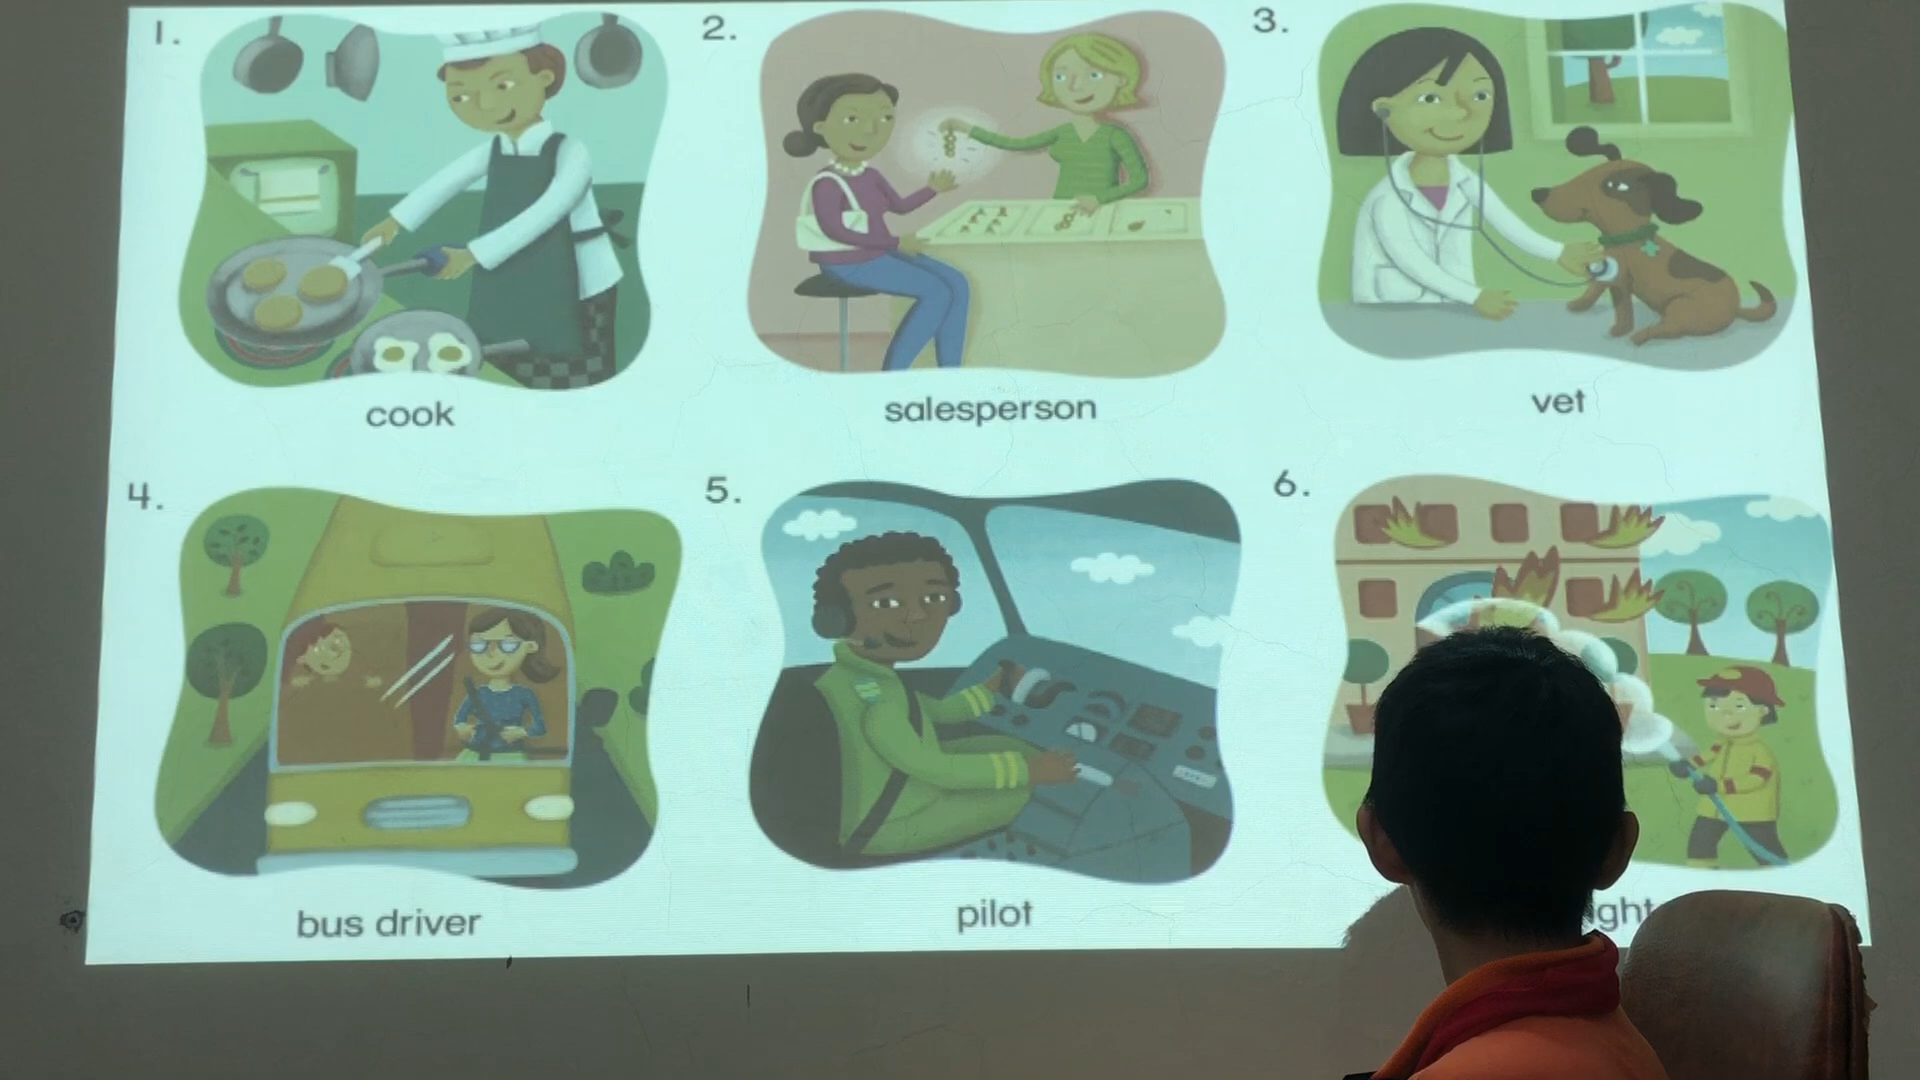 1.
2.
3.
cook
salesperson
vet
4.
5.
6.
bus driver
pilot